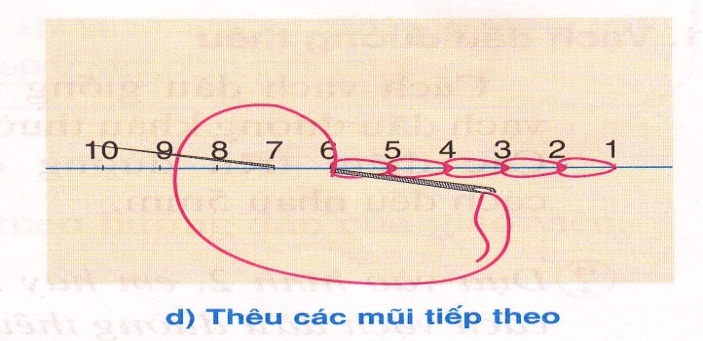 10 9 8 7 6 5 4 3 2 1
d) Thêu các mũi tiếp theo